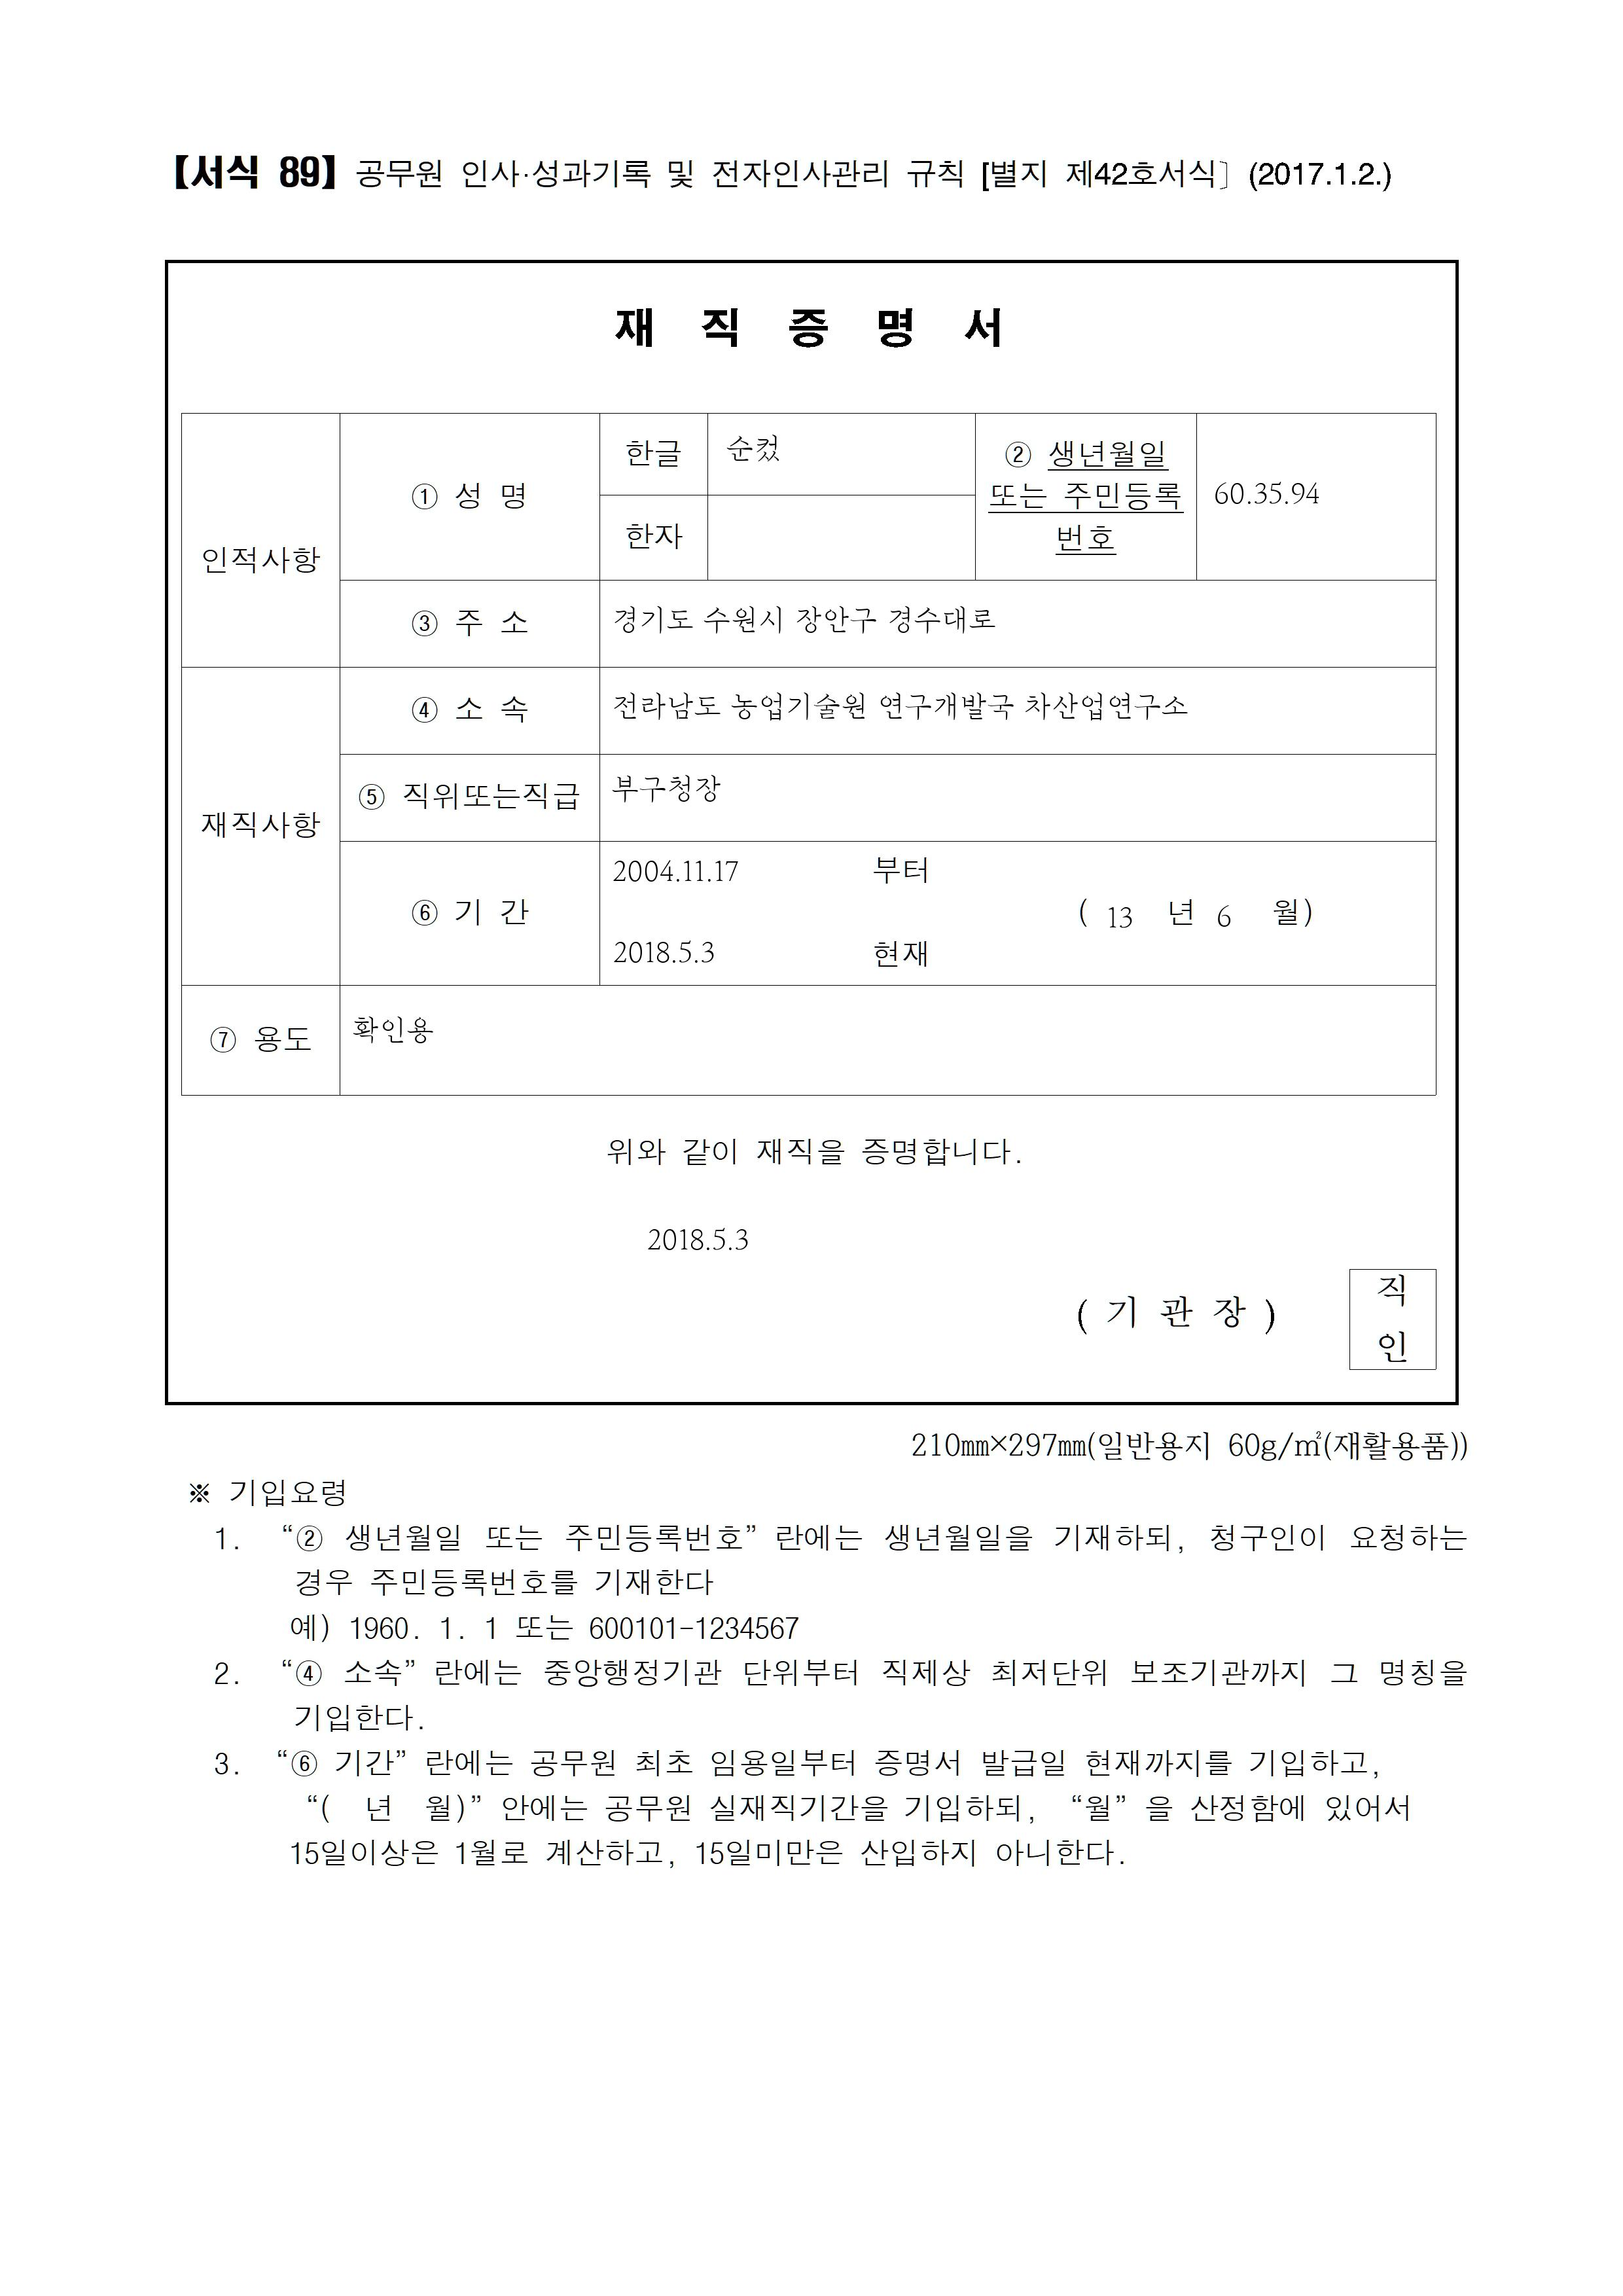 【서식 89】 공무원 인사·성과기록 및 전자인사관리 규칙 [별지 제42호서식〕 (2017.1.2.)
재 직 증 명 서
인적사항
① 성 명
한글
순컸
한자
② 생년월일
또는 주민등록
번호
60.35.94
③ 주 소
경기도 수원시 장안구 경수대로
재직사항
④ 소 속
전라남도 농업기술원 연구개발국 차산업연구소
⑤ 직위또는직급
부구청장
⑥ 기 간
2004.11.17 부터
( 13 년 6 월)
2018.5.3 현재
⑦ 용도
확인용
위와 같이 재직을 증명합니다.
2018.5.3
( 기 관 장 )
직
인
210㎜×297㎜(일반용지 60g/㎡(재활용품))
※ 기입요령
1. “② 생년월일 또는 주민등록번호” 란에는 생년월일을 기재하되, 청구인이 요청하는
경우 주민등록번호를 기재한다
예) 1960. 1. 1 또는 600101-1234567
2. “④ 소속” 란에는 중앙행정기관 단위부터 직제상 최저단위 보조기관까지 그 명칭을
기입한다.
3. “⑥ 기간” 란에는 공무원 최초 임용일부터 증명서 발급일 현재까지를 기입하고,
“( 년 월)” 안에는 공무원 실재직기간을 기입하되, “월” 을 산정함에 있어서
15일이상은 1월로 계산하고, 15일미만은 산입하지 아니한다.